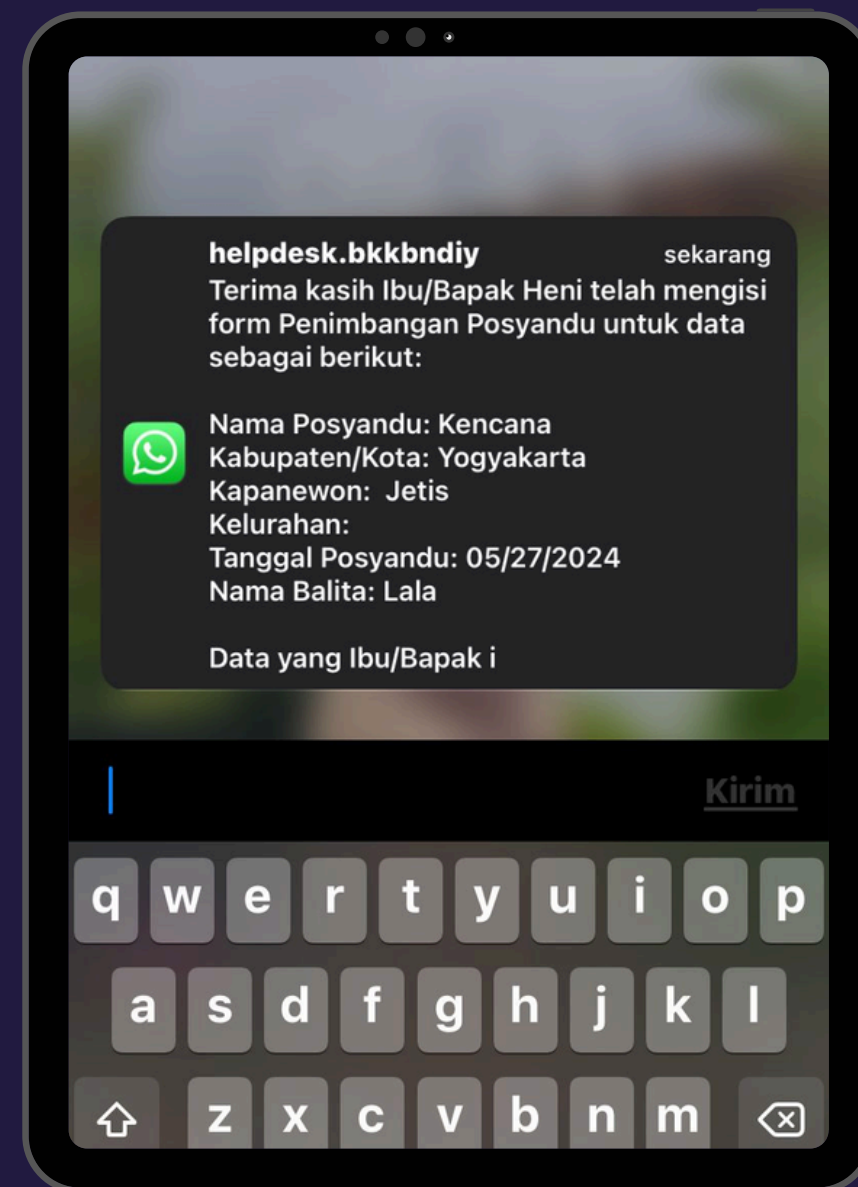 helpdesk.bkkbndiy sekarang
Terima kasih Ibu/Bapak Heni telah mengisi
form Penimbangan Posyandu untuk data
sebagai berikut:
Nama Posyandu: Kencana
Kabupaten/Kota: Yogyakarta
Kapanewon:  Jetis
Kelurahan:
Tanggal Posyandu: 05/27/2024
Nama Balita: Lala
Data yang Ibu/Bapak i
Kirim
q w e r t y u i o p
a s d f g h j k l
z x c v b n m